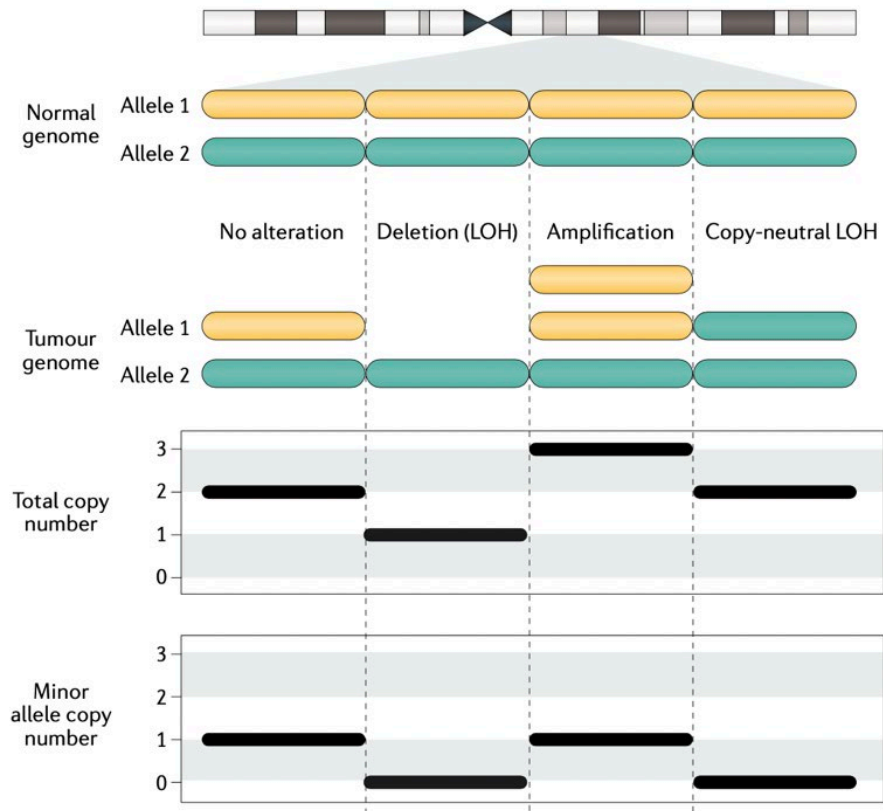 Normal
genome
Allele 1
Allele 2
No alteration
Deletion (LOH)
Amplification
Copy-neutral LOH
Tumour
genome
Allele 1
Allele 2
Total copy
number
3
2
1
0
Minor
allele copy
number
3
2
1
0